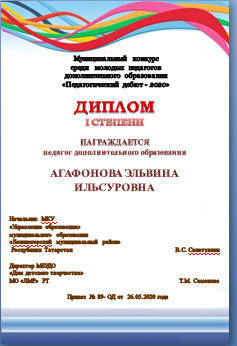 Муниципальный конкурс
среди молодых педагогов
дополнительного образования
«Педагогический дебют - 2020»
ДИПЛОМ
I СТЕПЕНИ
НАГРАЖДАЕТСЯ
педагог дополнительного образования
АГАФОНОВА ЭЛЬВИНА
ИЛЬСУРОВНА
Начальник МКУ
«Управление образования»
муниципального образования
«Лениногорский муниципальный район»
Республики Татарстан В.С.
Директор МБУДО
«Дом детского творчества»
МО «ЛМР» РТ Т.М. Семенова
Приказ № 89- ОД от 26.05.2020 года